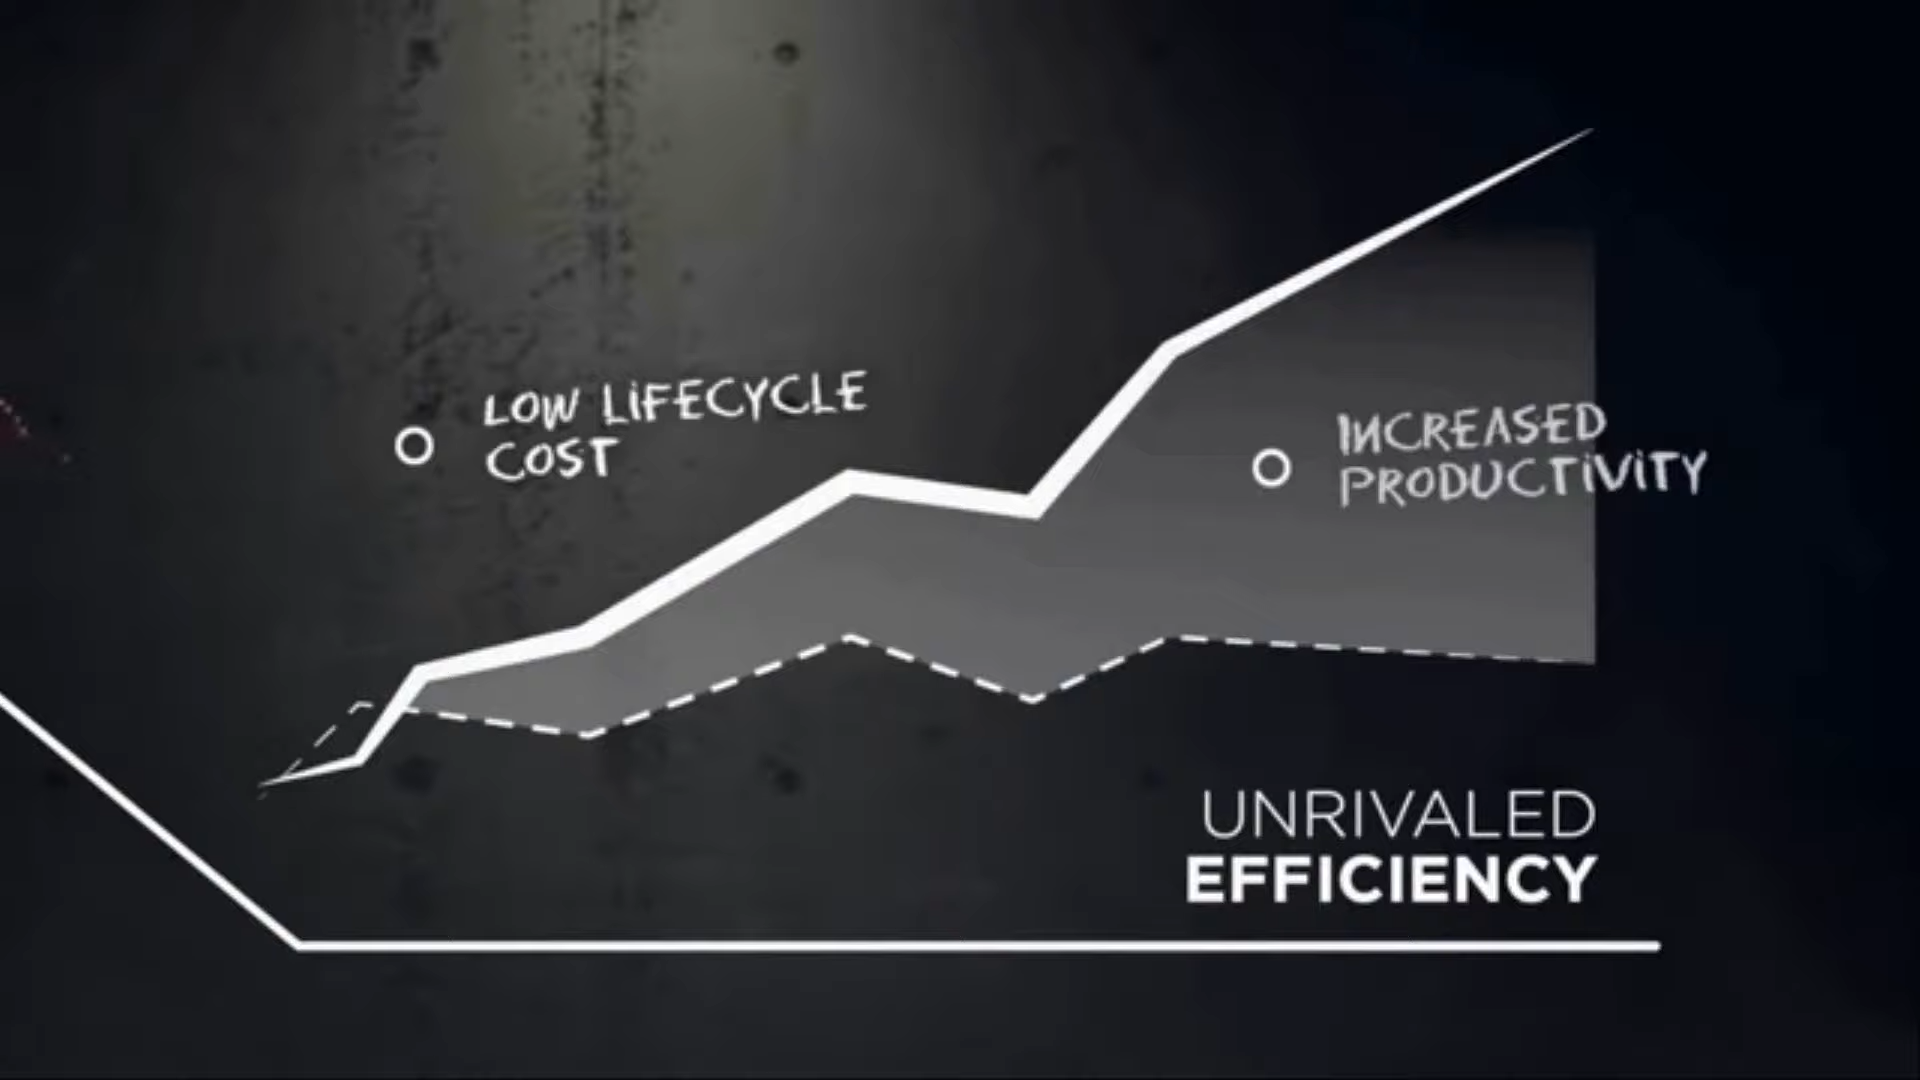 LOW LIFECYCLE
COST
INCREASED
PRODUCTIVITY
UNRIVALED
EFFICIENCY